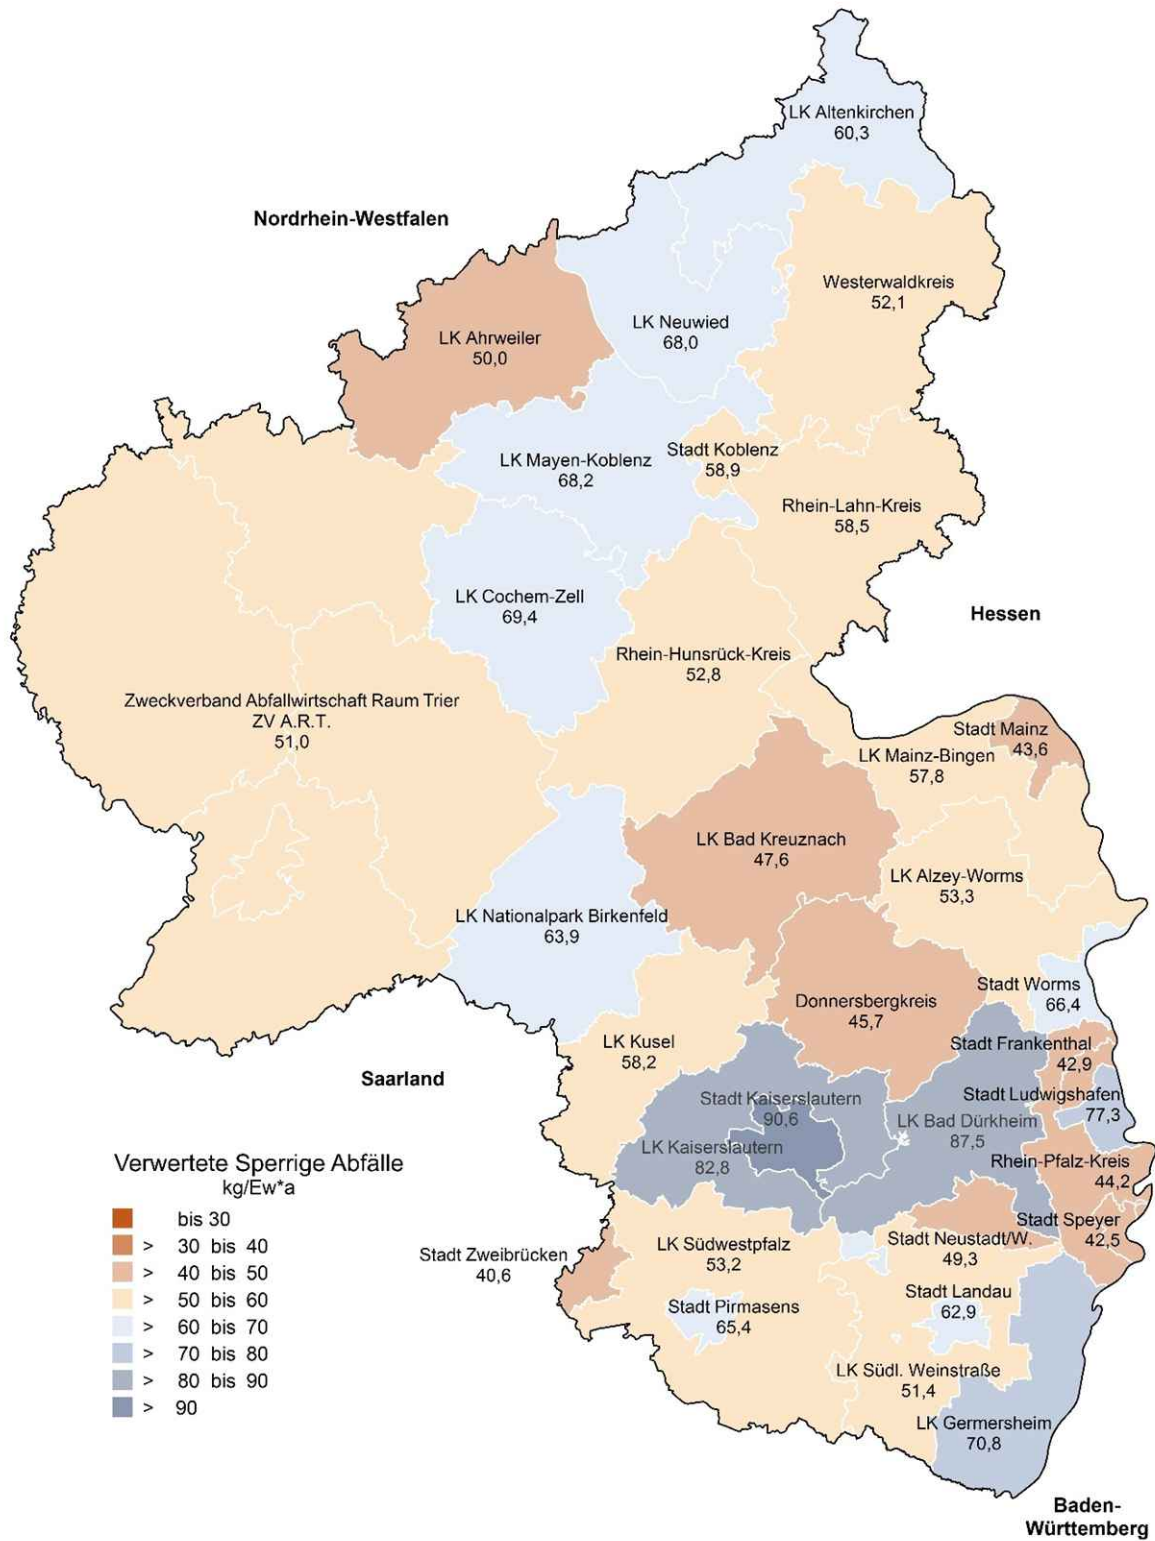 LK Altenkirchen
60,3
Nordrhein-Westfalen
Westerwaldkreis
52,1
LK Neuwied
68,0
LK Ahrweiler
50,0
Stadt Koblenz
58,9
LK Mayen-Koblenz
68,2
Rhein-Lahn-Kreis
58,5
LK Cochem-Zell
69,4
Hessen
Rhein-Hunsrück-Kreis
52,8
Zweckverband Abfallwirtschaft Raum Trier
ZV A.R.T.
51,0
Stadt Mainz
43,6
LK Mainz-Bingen
57,8
LK Bad Kreuznach
47,6
LK Alzey-Worms
53,3
LK Nationalpark Birkenfeld
63,9
Stadt Worms
66,4
Donnersbergkreis
45,7
LK Kusel
58,2
Stadt Frankenthal
42,9
Saarland
Stadt Kaiserslautern
90,6
Stadt Ludwigshafen
77,3
LK Bad Dürkheim
87,5
LK Kaiserslautern
82,8
Rhein-Pfalz-Kreis
44,2
Stadt Speyer
42,5
Stadt Neustadt/W.
49,3
LK Südwestpfalz
53,2
Stadt Zweibrücken
40,6
Stadt Landau
62,9
Stadt Pirmasens
65,4
LK Südl. Weinstraße
51,4
LK Germersheim
70,8
Baden-
Württemberg
Verwertete Sperrige Abfälle
kg/Ew*a
bis 30
> 30 bis 40
> 40 bis 50
> 50 bis 60
> 60 bis 70
> 70 bis 80
> 80 bis 90
> 90